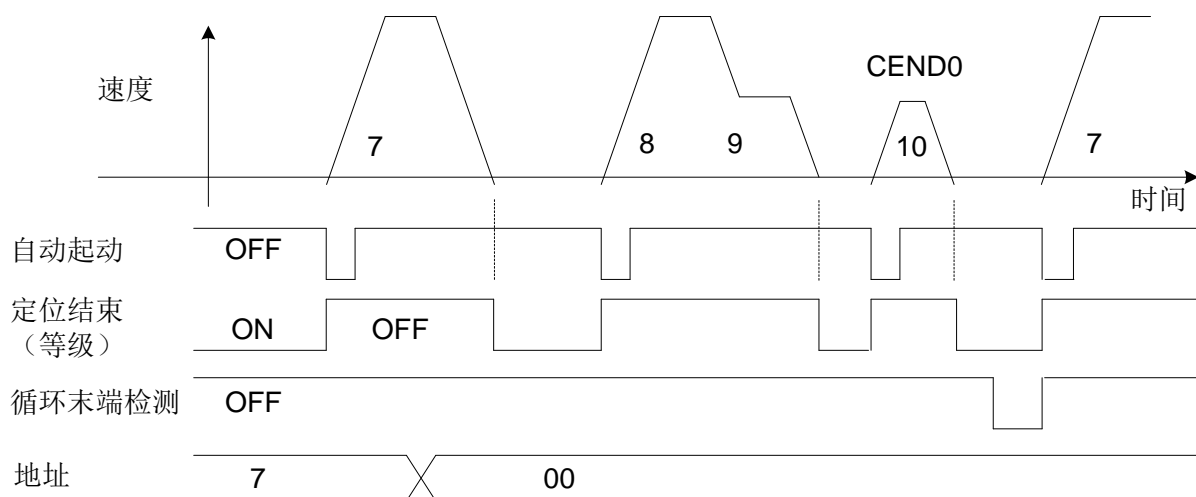 CEND0
速度
7
8
9
10
7
时间
自动起动
OFF
定位结束
（等级）
ON
OFF
循环末端检测
OFF
地址
7
00